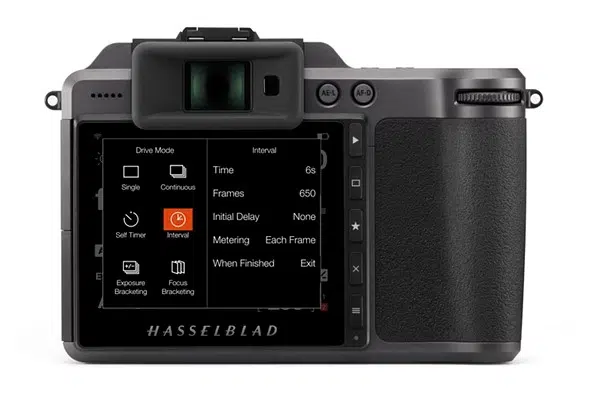 AE-L
AF-D
Drive Mode
Interval
Single
Continuous
Time 6s
Frames 650
Self Timer
Interval
Initial Delay None
Metering Each Frame
Exposure Bracketing
Focus Bracketing
When Finished Exit
HASSELBLAD